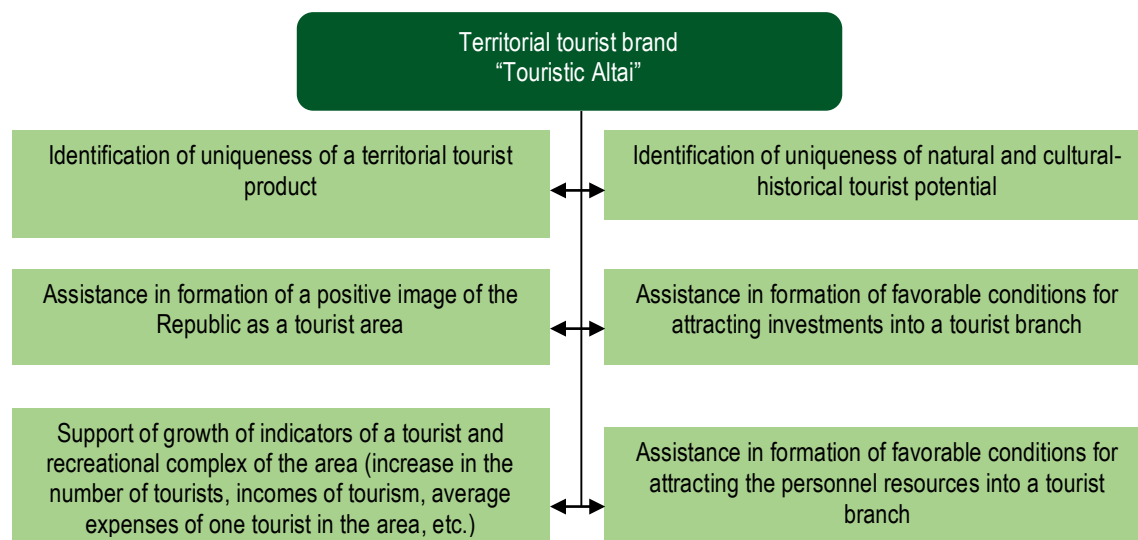 Territorial tourist brand
“Touristic Altai”
Identification of uniqueness of a territorial tourist
product
Identification of uniqueness of natural and cultural-
historical tourist potential
Assistance in formation of a positive image of the
Republic as a tourist area
Assistance in formation of favorable conditions for
attracting investments into a tourist branch
Support of growth of indicators of a tourist and
recreational complex of the area (increase in the
number of tourists, incomes of tourism, average
expenses of one tourist in the area, etc.)
Assistance in formation of favorable conditions for
attracting the personnel resources into a tourist
branch